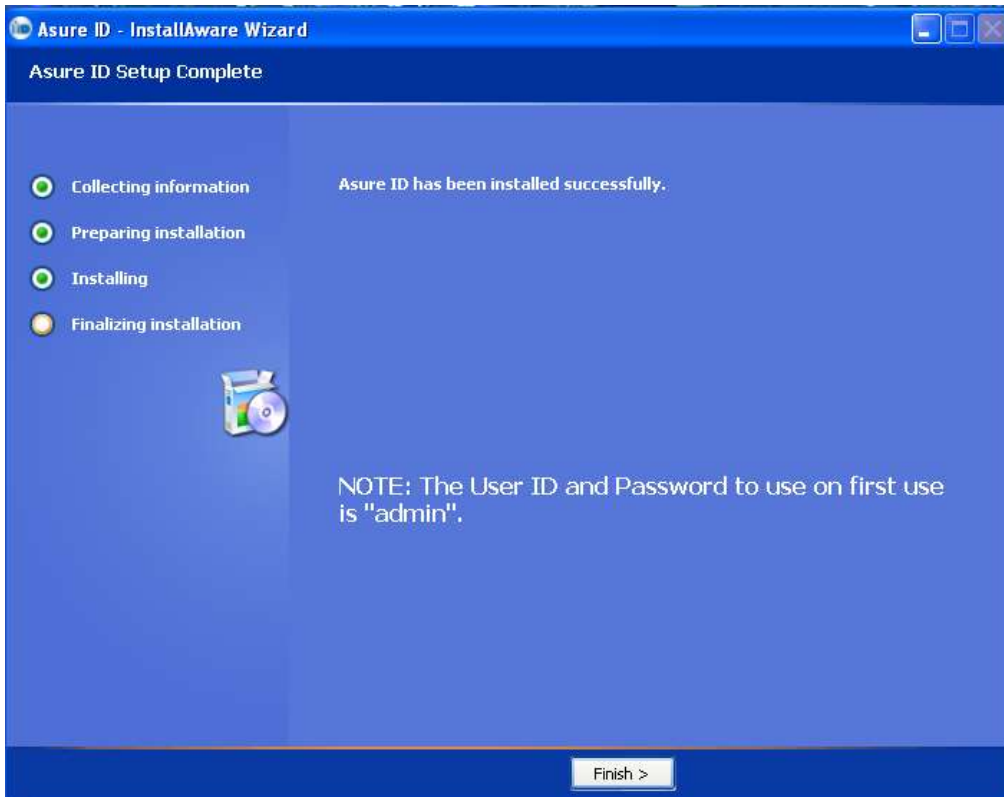 Asure ID - InstallAware Wizard
Asure ID Setup Complete
Collecting information
Asure ID has been installed successfully.
Preparing installation
Installing
Finalizing installation
NOTE: The User ID and Password to use on first use
is "admin".
Finish >